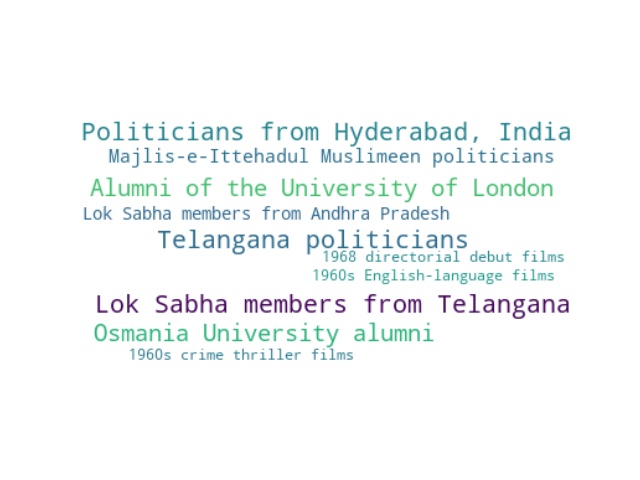 Politicians from Hyderabad, India
Majlis-e-Ittehadul Muslimeen politicians
Alumni of the University of London
Lok Sabha members from Andhra Pradesh
Telangana politicians
1968 directorial debut films
1960s English-language films
Lok Sabha members from Telangana
Osmania University alumni
1960s crime thriller films